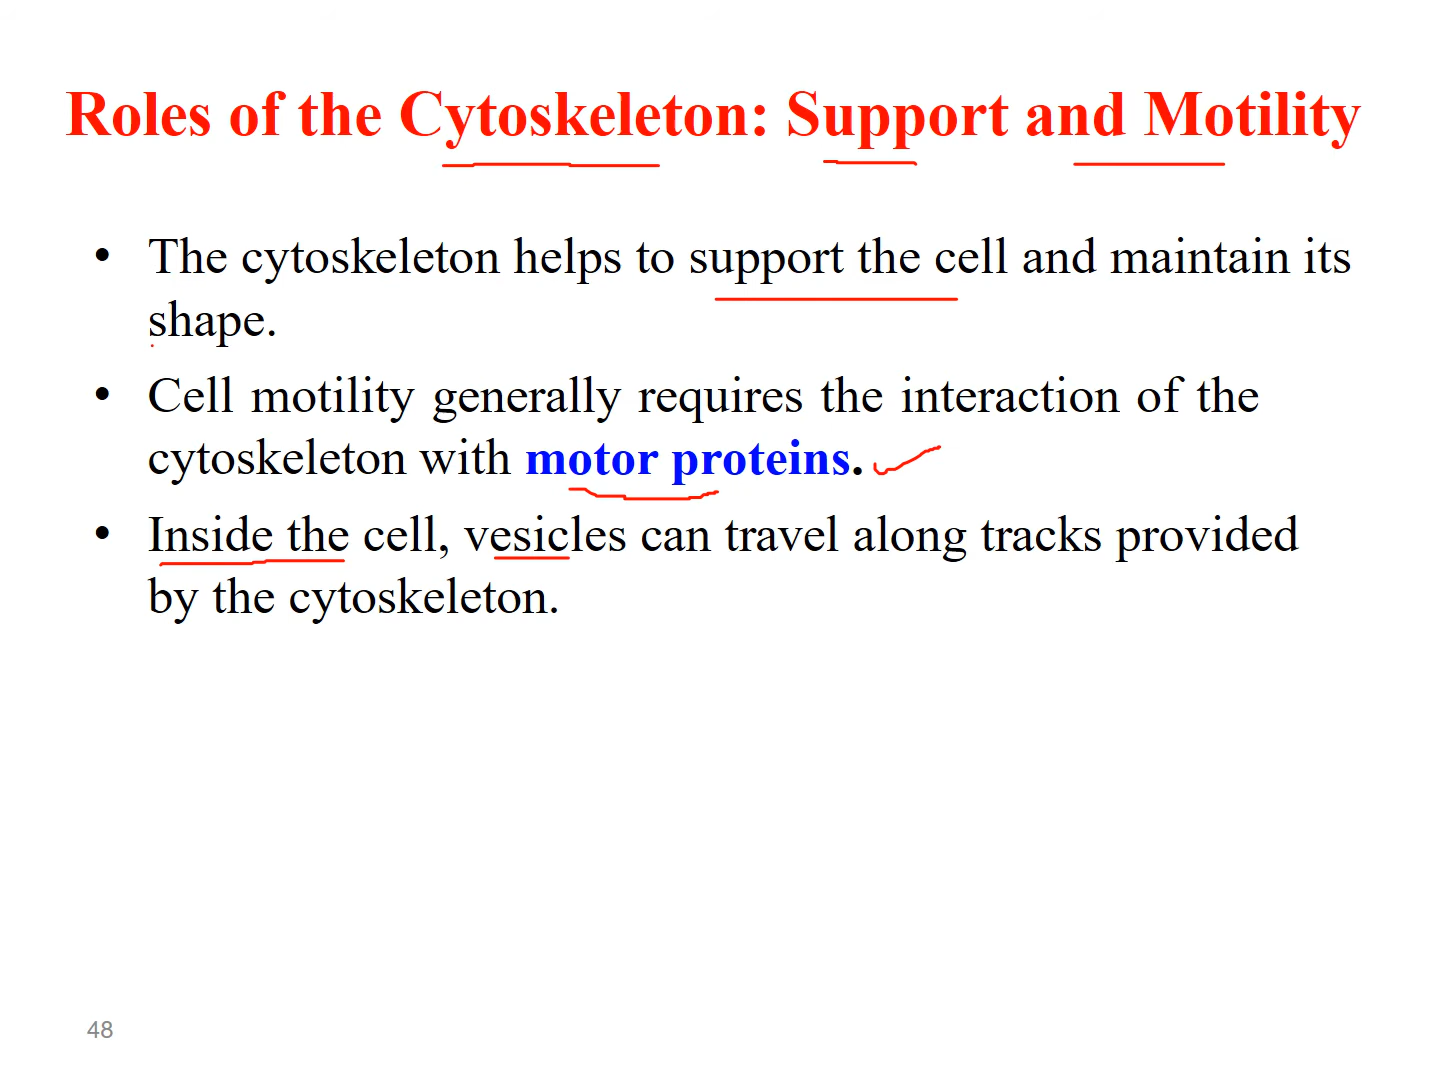 Roles of the Cytoskeleton: Support and Motility
• The cytoskeleton helps to support the cell and maintain its
shape.
• Cell motility generally requires the interaction of the
cytoskeleton with motor proteins.
• Inside the cell, vesicles can travel along tracks provided
by the cytoskeleton.
48